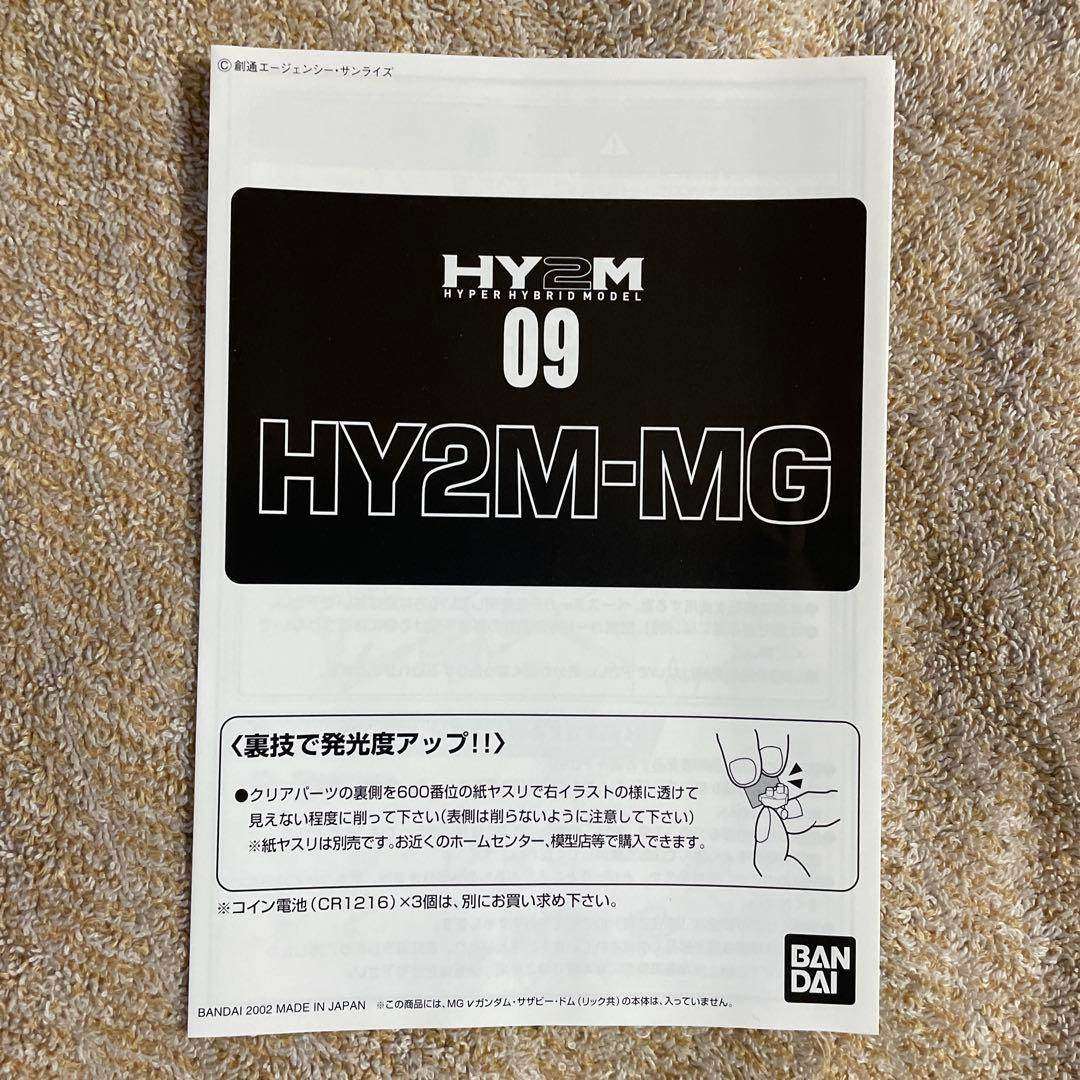 ©創通エージェンシー・サンライズ
HY2M
HYPER HYBRID MODEL
09
HY2M-MG
〈裏技で発光度アップ!!〉
●クリアパーツの裏側を600番位の紙ヤスリで右イラストの様に透けて
見えない程度に削って下さい(表側は削らないように注意して下さい)
※紙ヤスリは別売です。お近くのホームセンター、模型店等で購入できます。
※コイン電池(CR1216)×3個は、別にお買い求め下さい。
BAN
DAI
BANDAI 2002 MADE IN JAPAN ※この商品には、MG νガンダム・サザビー・ドム(リック共)の本体は、入っていません。